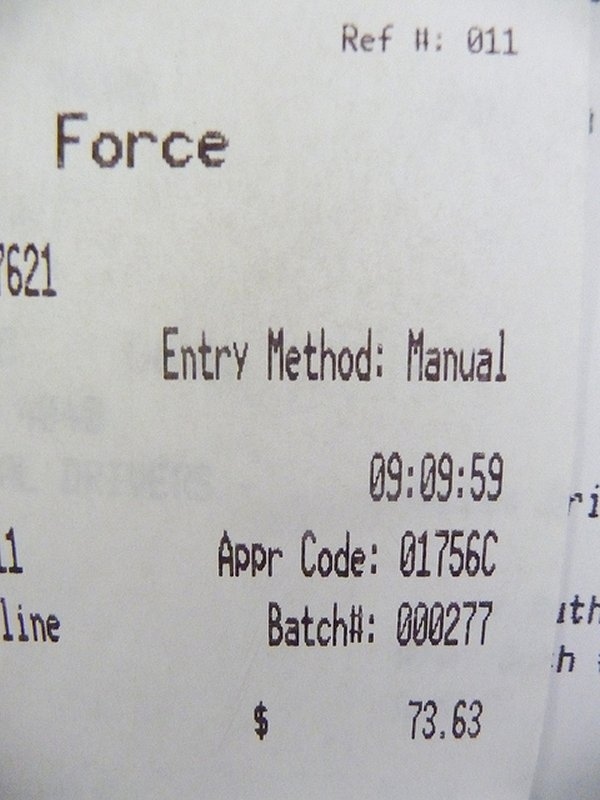 Ref #: 011
Force
7621
Entry Method: Manual
09:09:59
11 Appr Code: 01756C
line Batch#: 000277
$ 73.63